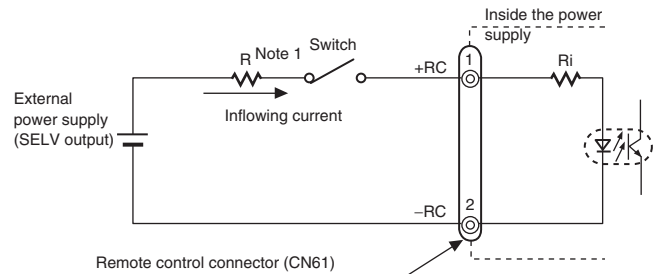 Inside the power
supply
R Note 1 Switch
+RC
1
Ri
External
power supply
(SELV output)
Inflowing current
2
−RC
Remote control connector (CN61)